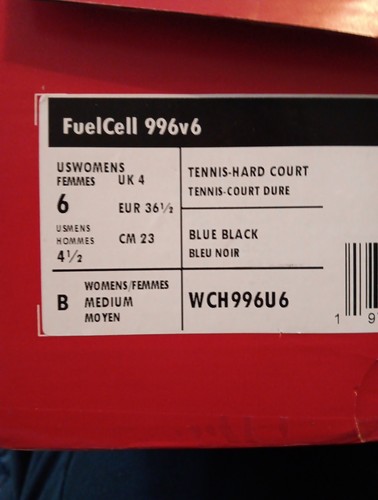 FuelCell 996v6
USWOMENS
FEMMES
UK 4
6
EUR 36½
USMENS
HOMMES
CM 23
4½
TENNIS-HARD COURT
TENNIS-COURT DURE
BLUE BLACK
BLEU NOIR
B
WOMENS/FEMMES
MEDIUM
MOYEN
WCH996U6
1 9